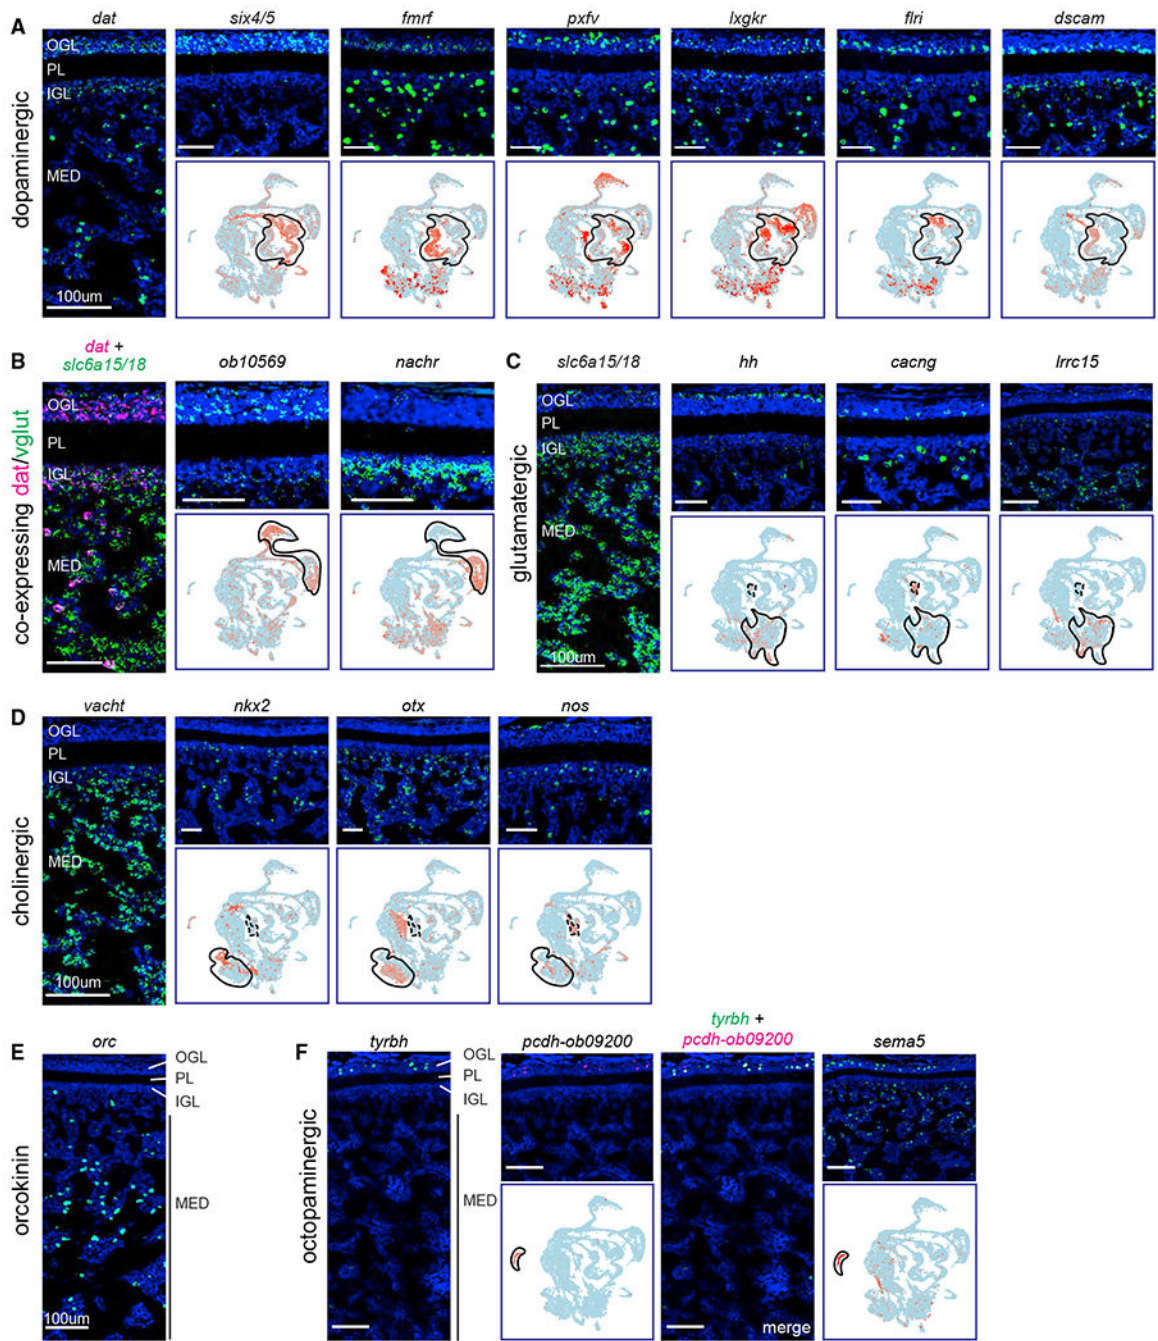 A
dat
six4/5
fmrf
pxfv
lxgkr
flri
dscam
dopaminergic
OGL
PL
IGL
MED
100um
B
dat +
slc6a15/18
ob10569
nachr
co-expressing dat/vglut
OGL
PL
IGL
MED
C
slc6a15/18
hh
cacng
lrrc15
glutamatergic
OGL
PL
IGL
MED
100um
D
vacht
nkx2
otx
nos
cholinergic
OGL
PL
IGL
MED
100um
E
orc
orcokinin
OGL
PL
IGL
MED
100um
F
tyrbh
pcdh-ob09200
tyrbh +
pcdh-ob09200
sema5
octopaminergic
OGL
PL
IGL
MED
merge